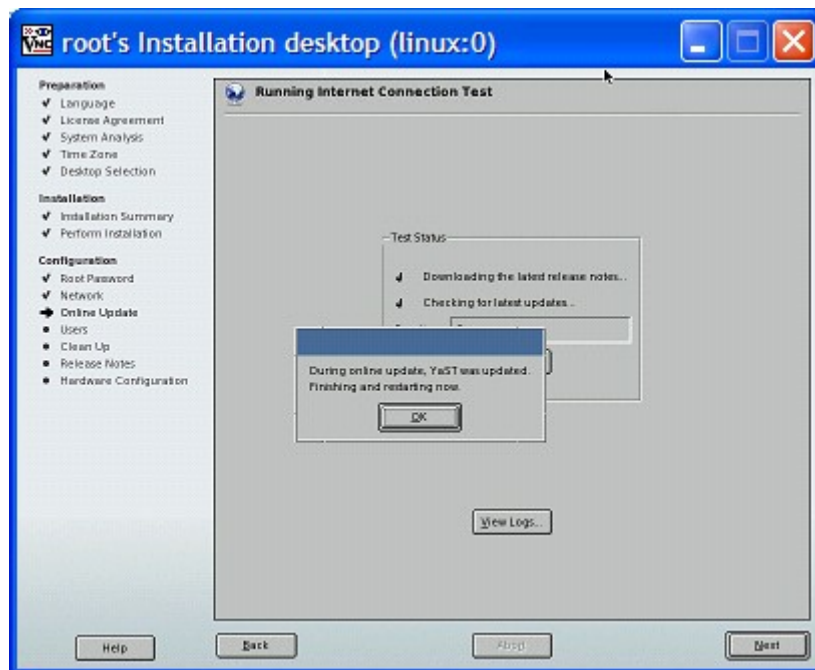 VNC
root's Installation desktop (linux:0)
Preparation
Language
License Agreement
System Analysis
Time Zone
Desktop Selection
Installation
Installation Summary
Perform Installation
Configuration
Root Password
Network
Online Update
Users
Clean Up
Release Notes
Hardware Configuration
Running Internet Connection Test
Test Status
Downloading the latest release notes...
Checking for latest updates...
During online update, YaST was updated.
Finishing and restarting now.
OK
View Logs...
Help
Back
Abort
Next